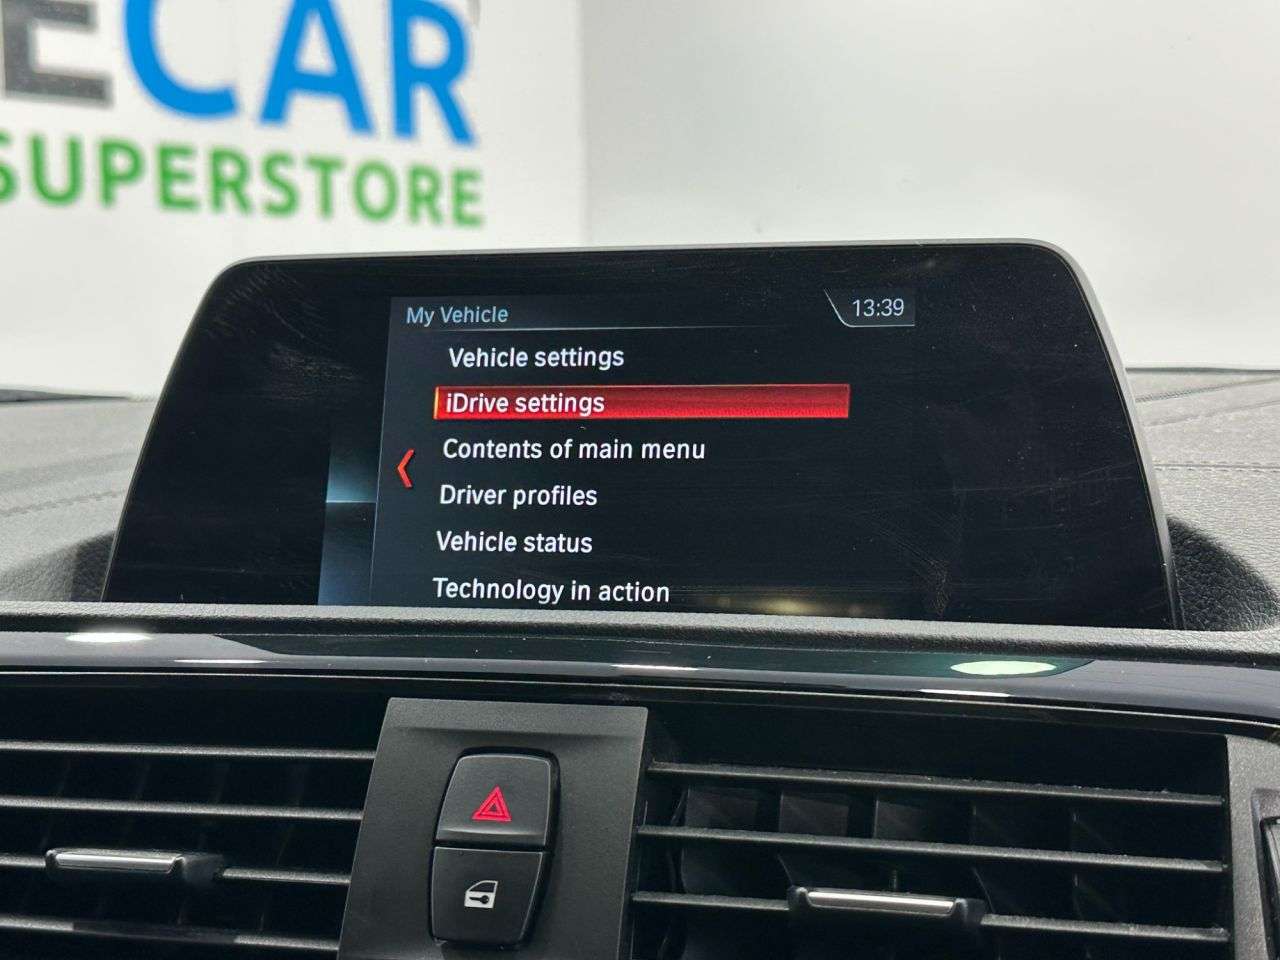 ECAR
SUPERSTORE
My Vehicle
13:39
Vehicle settings
iDrive settings
Contents of main menu
Driver profiles
Vehicle status
Technology in action